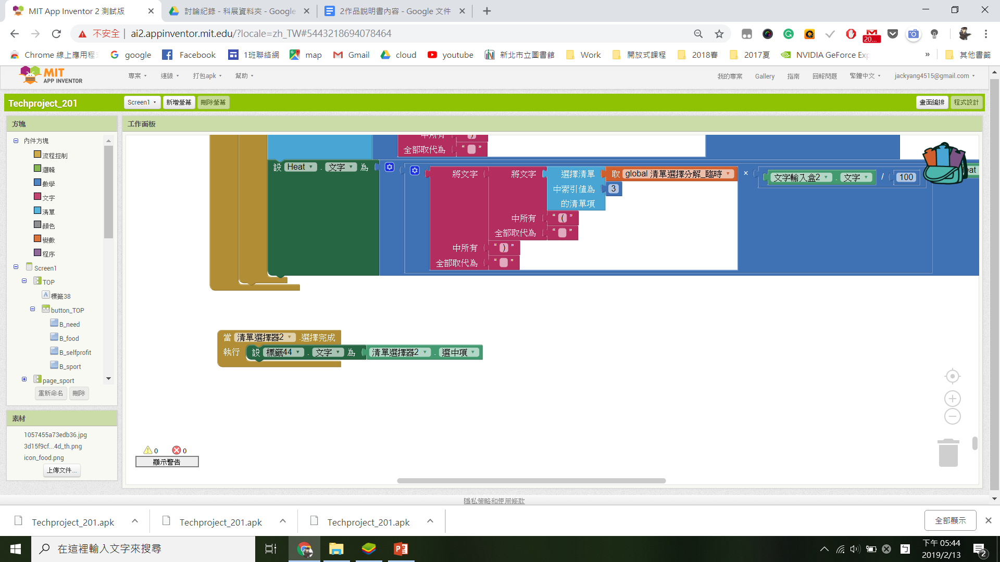 MIT App Inventor 2 測試版
討論紀錄 - 科展資料夾 - Google
2作品說明書內容 - Google 文件
不安全 ai2.appinventor.mit.edu/?locale=zh_TW#5443218694078464
20...
Chrome 線上應用程 google Facebook 1班聯絡網 map Gmail cloud youtube 新北市立圖書館 Work 開放式課程 2018春 2017夏 NVIDIA GeForce Exp » 其他書籤
MIT
APP INVENTOR
專案 連線 打包apk 幫助
我的專案 Gallery 指南 回報問題 繁體中文 jackyang4515@gmail.com
Techproject_201 Screen1 新增螢幕 刪除螢幕 畫面編排 程式設計
方塊
內件方塊
流程控制
邏輯
數學
文字
清單
顏色
變數
程序
Screen1
TOP
標籤38
button_TOP
B_need
B_food
B_selfprofit
B_sport
page_sport
重新命名 刪除
素材
1057455a73edb36.jpg
3d15f9cf...4d_th.png
icon_food.png
上傳文件...
工作面板
中所有 “ ) ”
全部取代為 “ ”
設 Heat . 文字 為
將文字 將文字 選擇清單 取 global 清單選擇分解_臨時 × 文字輸入盒2 . 文字 / 100
eat
中索引值為 3
的清單項
中所有 “ ( ”
全部取代為 “ ”
中所有 “ ) ”
全部取代為 “ ”
當 清單選擇器2 .選擇完成
執行 設 標籤44 . 文字 為 清單選擇器2 . 選中項
0 0
顯示警告
隱私策略和使用條款
Techproject_201.apk Techproject_201.apk Techproject_201.apk 全部顯示
在這裡輸入文字來搜尋
下午 05:44
2019/2/13
2